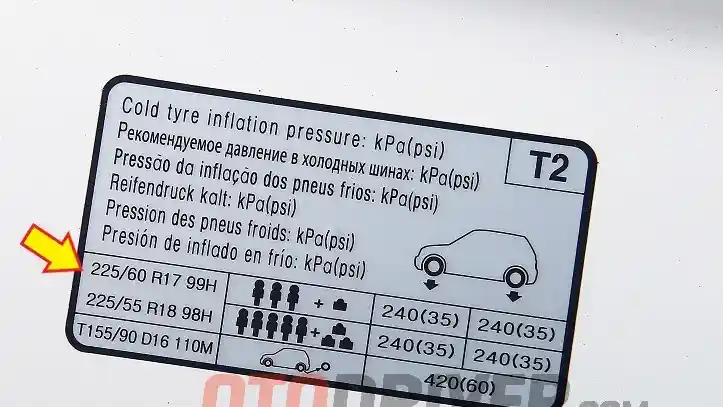 Cold tyre inflation pressure: kPa(psi)
T2
Рекомендуемое давление в холодных шинах: kPa(psi)
Pressão da inflação dos pneus frios: kPa(psi)
Reifendruck kalt: kPa(psi)
Pression des pneus froids: kPa(psi)
Presión de inflado en frío: kPa(psi)
225/60 R17 99H
225/55 R18 98H
+
240(35) 240(35)
+
240(35) 240(35)
T155/90 D16 110M
420(60)
OTODRIVER.COM